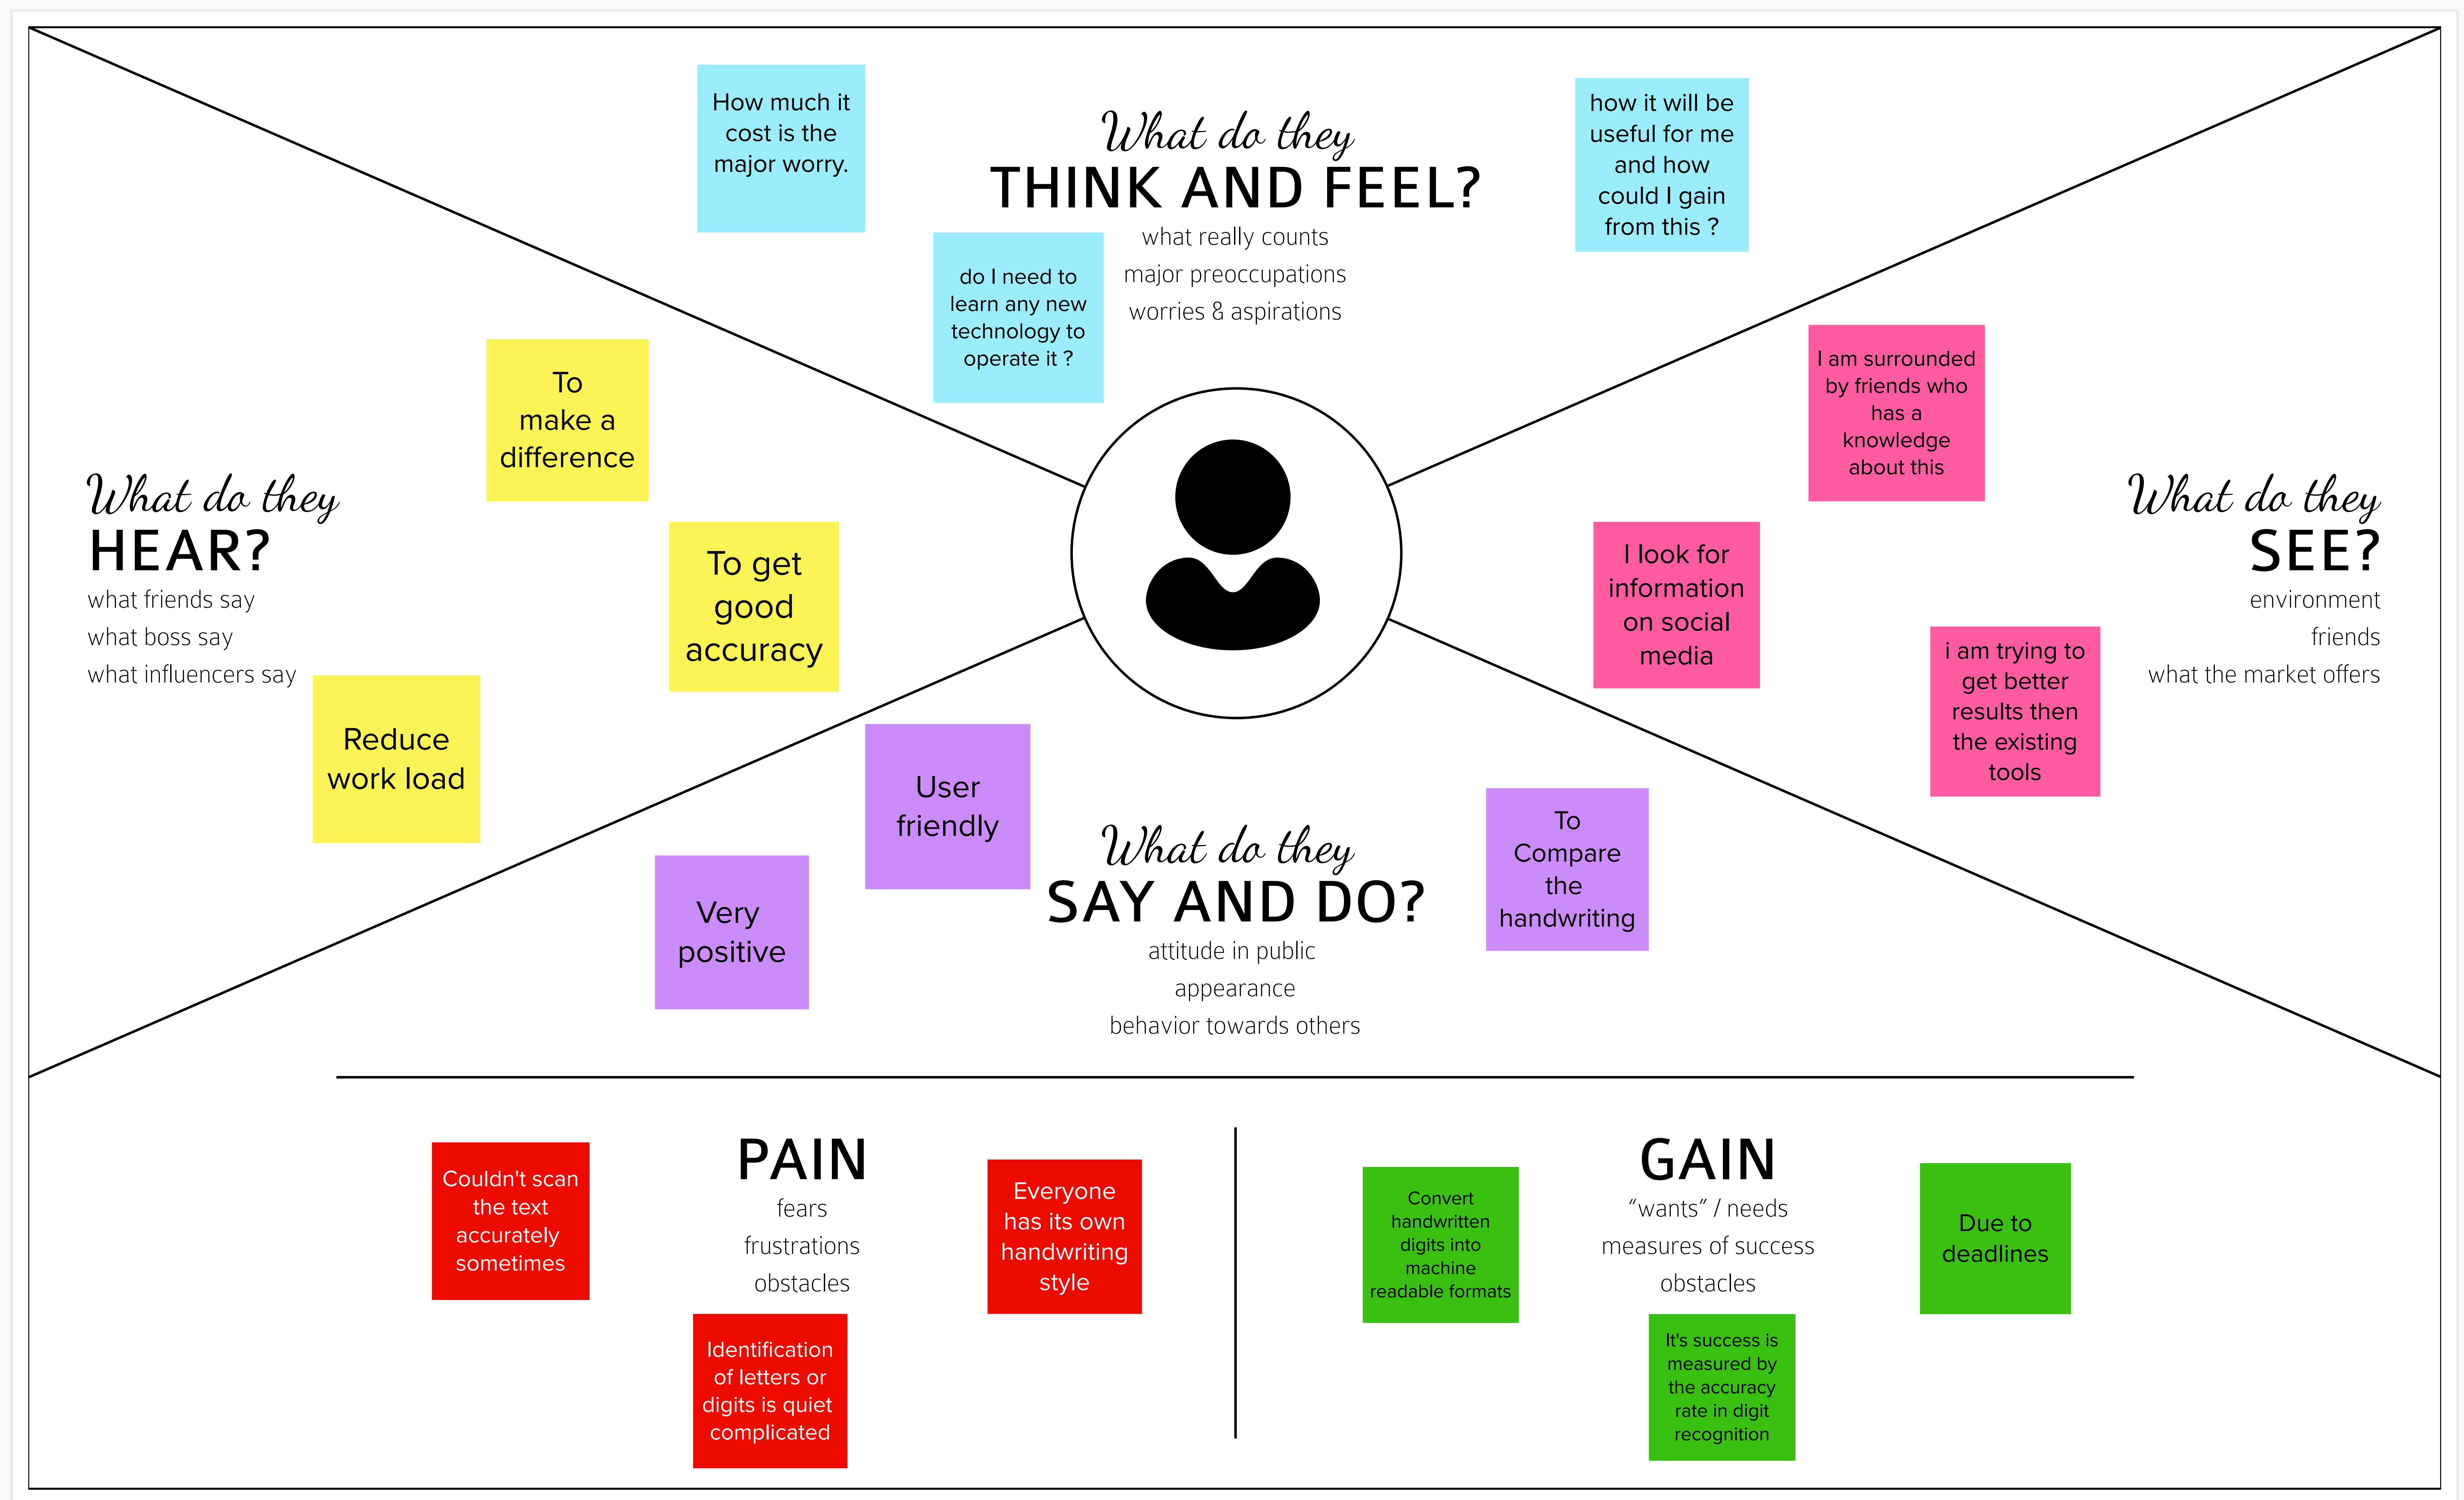 How much it
cost is the
major worry.
What do they
THINK AND FEEL?
what really counts
major preoccupations
worries & aspirations
do I need to
learn any new
technology to
operate it ?
how it will be
useful for me
and how
could I gain
from this ?
What do they
HEAR?
what friends say
what boss say
what influencers say
To
make a
difference
To get
good
accuracy
Reduce
work load
I am surrounded
by friends who
has a
knowledge
about this
I look for
information
on social
media
What do they
SEE?
environment
friends
what the market offers
i am trying to
get better
results then
the existing
tools
User
friendly
Very
positive
What do they
SAY AND DO?
attitude in public
appearance
behavior towards others
To
Compare
the
handwriting
Couldn't scan
the text
accurately
sometimes
PAIN
fears
frustrations
obstacles
Everyone
has its own
handwriting
style
Identification
of letters or
digits is quiet
complicated
Convert
handwritten
digits into
machine
readable formats
GAIN
“wants” / needs
measures of success
obstacles
Due to
deadlines
It's success is
measured by
the accuracy
rate in digit
recognition